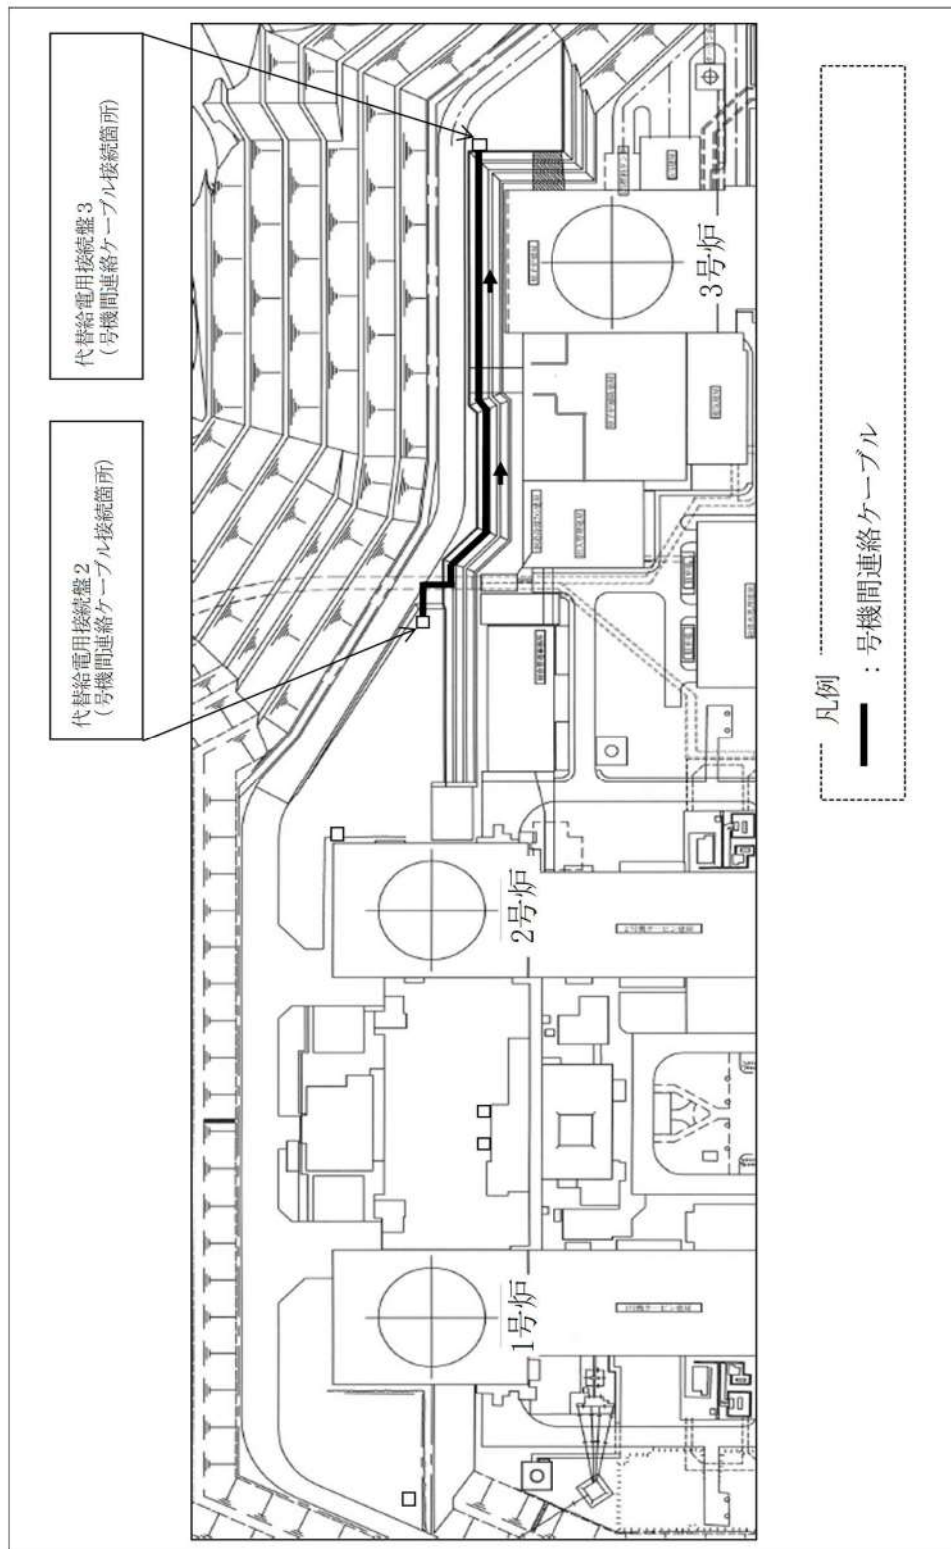 代替給電用接続盤2
(号機間連絡ケーブル接続箇所)
代替給電用接続盤3
(号機間連絡ケーブル接続箇所)
1号炉
2号炉
3号炉
凡例
：号機間連絡ケーブル